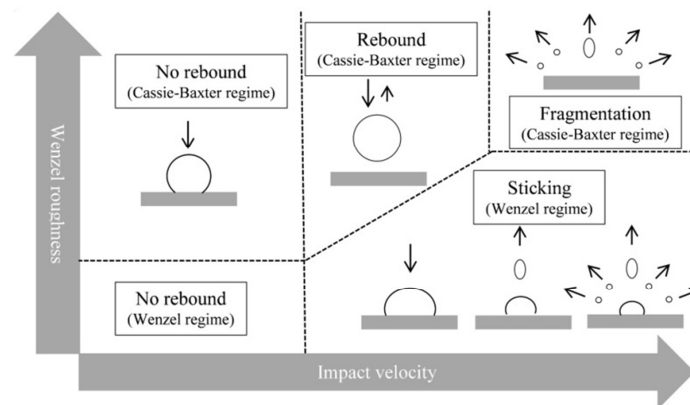 Wenzel roughness
No rebound
(Cassie-Baxter regime)
Rebound
(Cassie-Baxter regime)
Fragmentation
(Cassie-Baxter regime)
Sticking
(Wenzel regime)
No rebound
(Wenzel regime)
Impact velocity